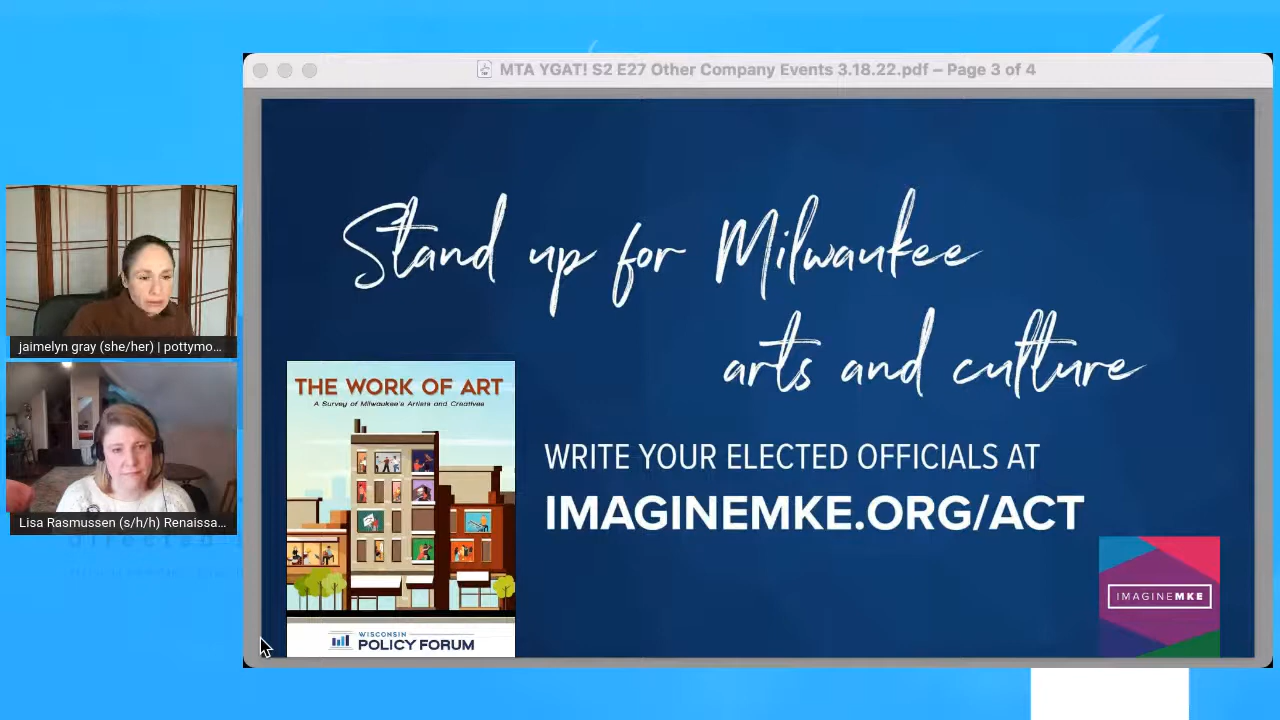 MTA YGAT! S2 E27 Other Company Events 3.18.22.pdf – Page 3 of 4
Stand up for Milwaukee
arts and culture
jaimelyn gray (she/her) | pottymo...
Lisa Rasmussen (s/h/h) Renaissa...
THE WORK OF ART
A Survey of Milwaukee's Artists and Creatives
WISCONSIN
POLICY FORUM
WRITE YOUR ELECTED OFFICIALS AT
IMAGINEMKE.ORG/ACT
IMAGINEMKE
directed